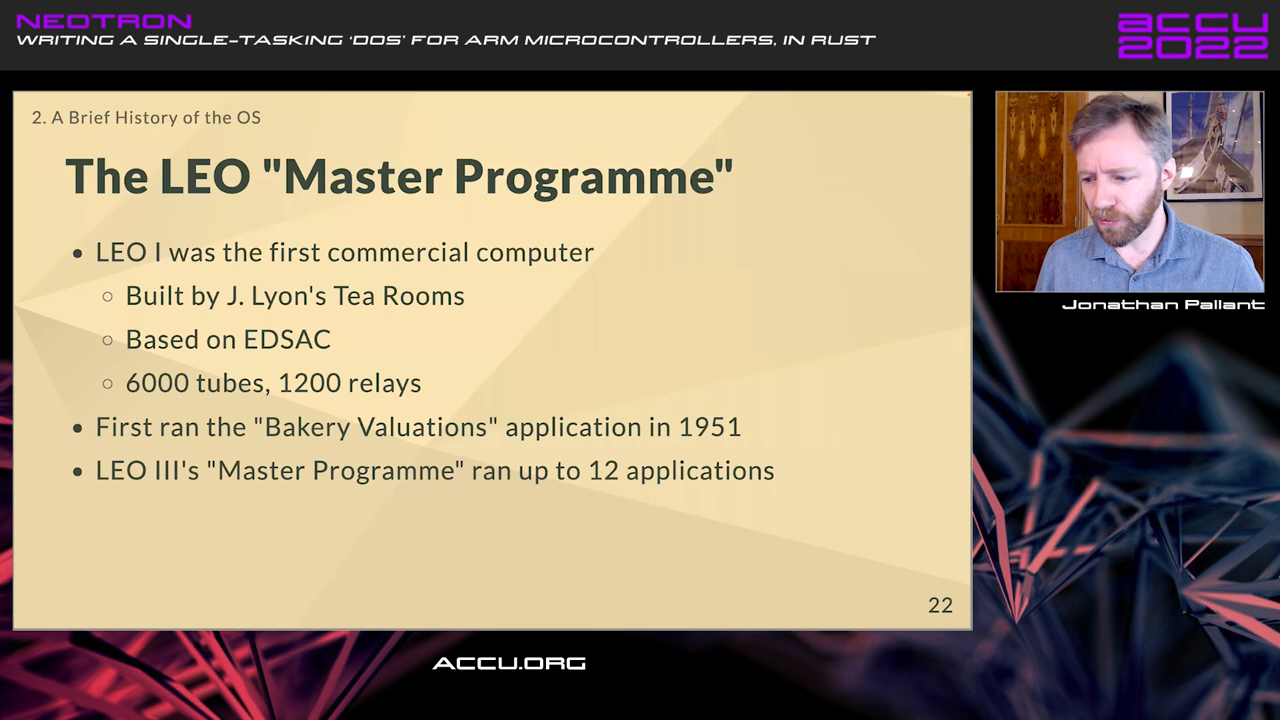 NEOTRON
WRITING A SINGLE-TASKING 'DOS' FOR ARM MICROCONTROLLERS, IN RUST
ACCU
2022
2. A Brief History of the OS
The LEO "Master Programme"
• LEO I was the first commercial computer
○ Built by J. Lyon's Tea Rooms
○ Based on EDSAC
○ 6000 tubes, 1200 relays
• First ran the "Bakery Valuations" application in 1951
• LEO III's "Master Programme" ran up to 12 applications
22
Jonathan Pallant
ACCU.ORG